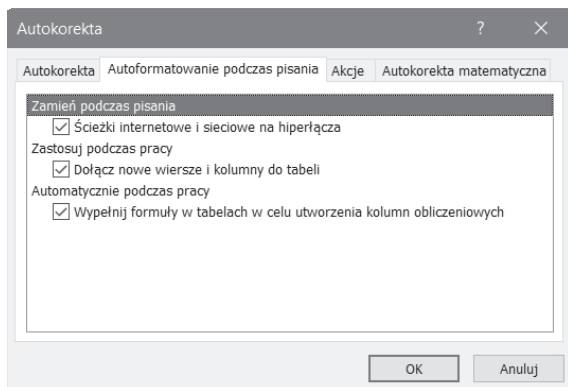 Autokorekta ? ×
Autokorekta Autoformatowanie podczas pisania Akcje Autokorekta matematyczna
Zamień podczas pisania
Ścieżki internetowe i sieciowe na hiperłącza
Zastosuj podczas pracy
Dołącz nowe wiersze i kolumny do tabeli
Automatycznie podczas pracy
Wypełnij formuły w tabelach w celu utworzenia kolumn obliczeniowych
OK Anuluj